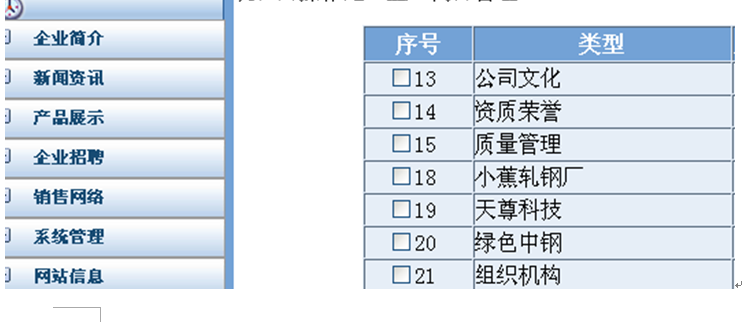 企业简介
新闻资讯
产品展示
企业招聘
销售网络
系统管理
网站信息
序号 类型
13 公司文化
14 资质荣誉
15 质量管理
18 小蕉轧钢厂
19 天尊科技
20 绿色中钢
21 组织机构